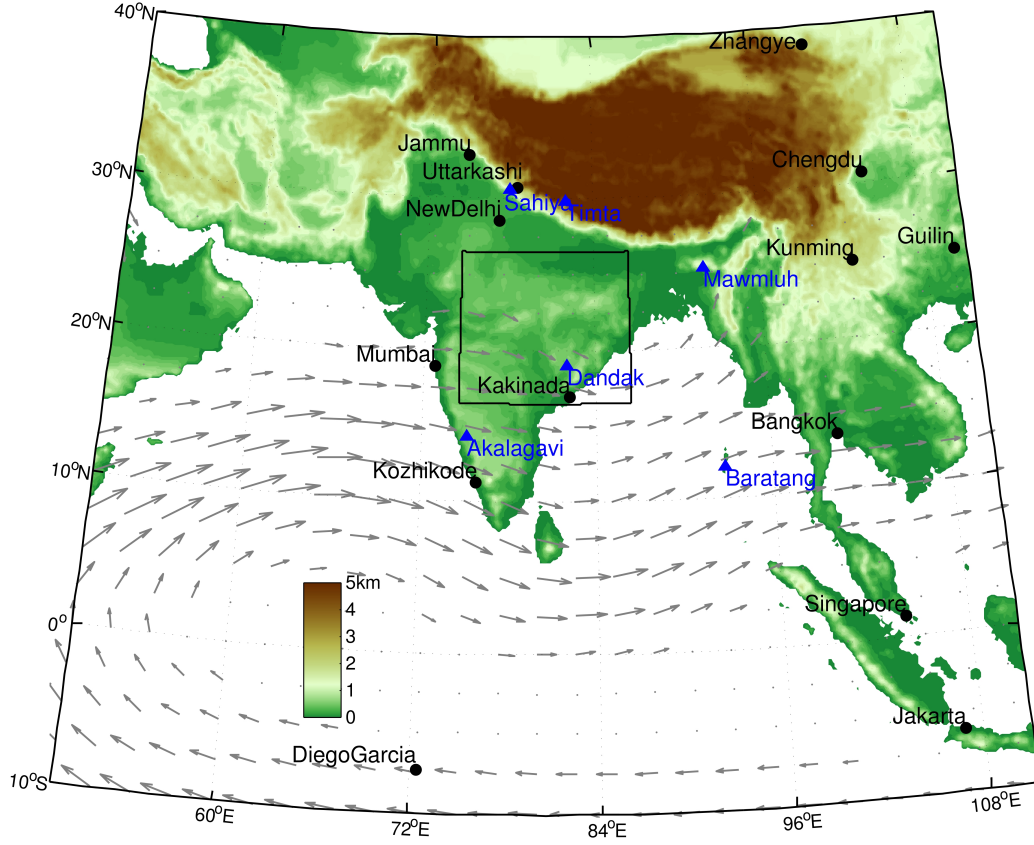 40°N
Zhangye
Jammu
Chengdu
30°N
Uttarkashi
Sahiya
Timta
NewDelhi
Guilin
Kunming
Mawmluh
20°N
Mumbai
Kakinada
Dandak
Bangkok
Akalagavi
10°N
Kozhikode
Baratang
5km
4
3
2
1
0
Singapore
0°
Jakarta
DiegoGarcia
10°S
60°E
72°E
84°E
96°E
108°E